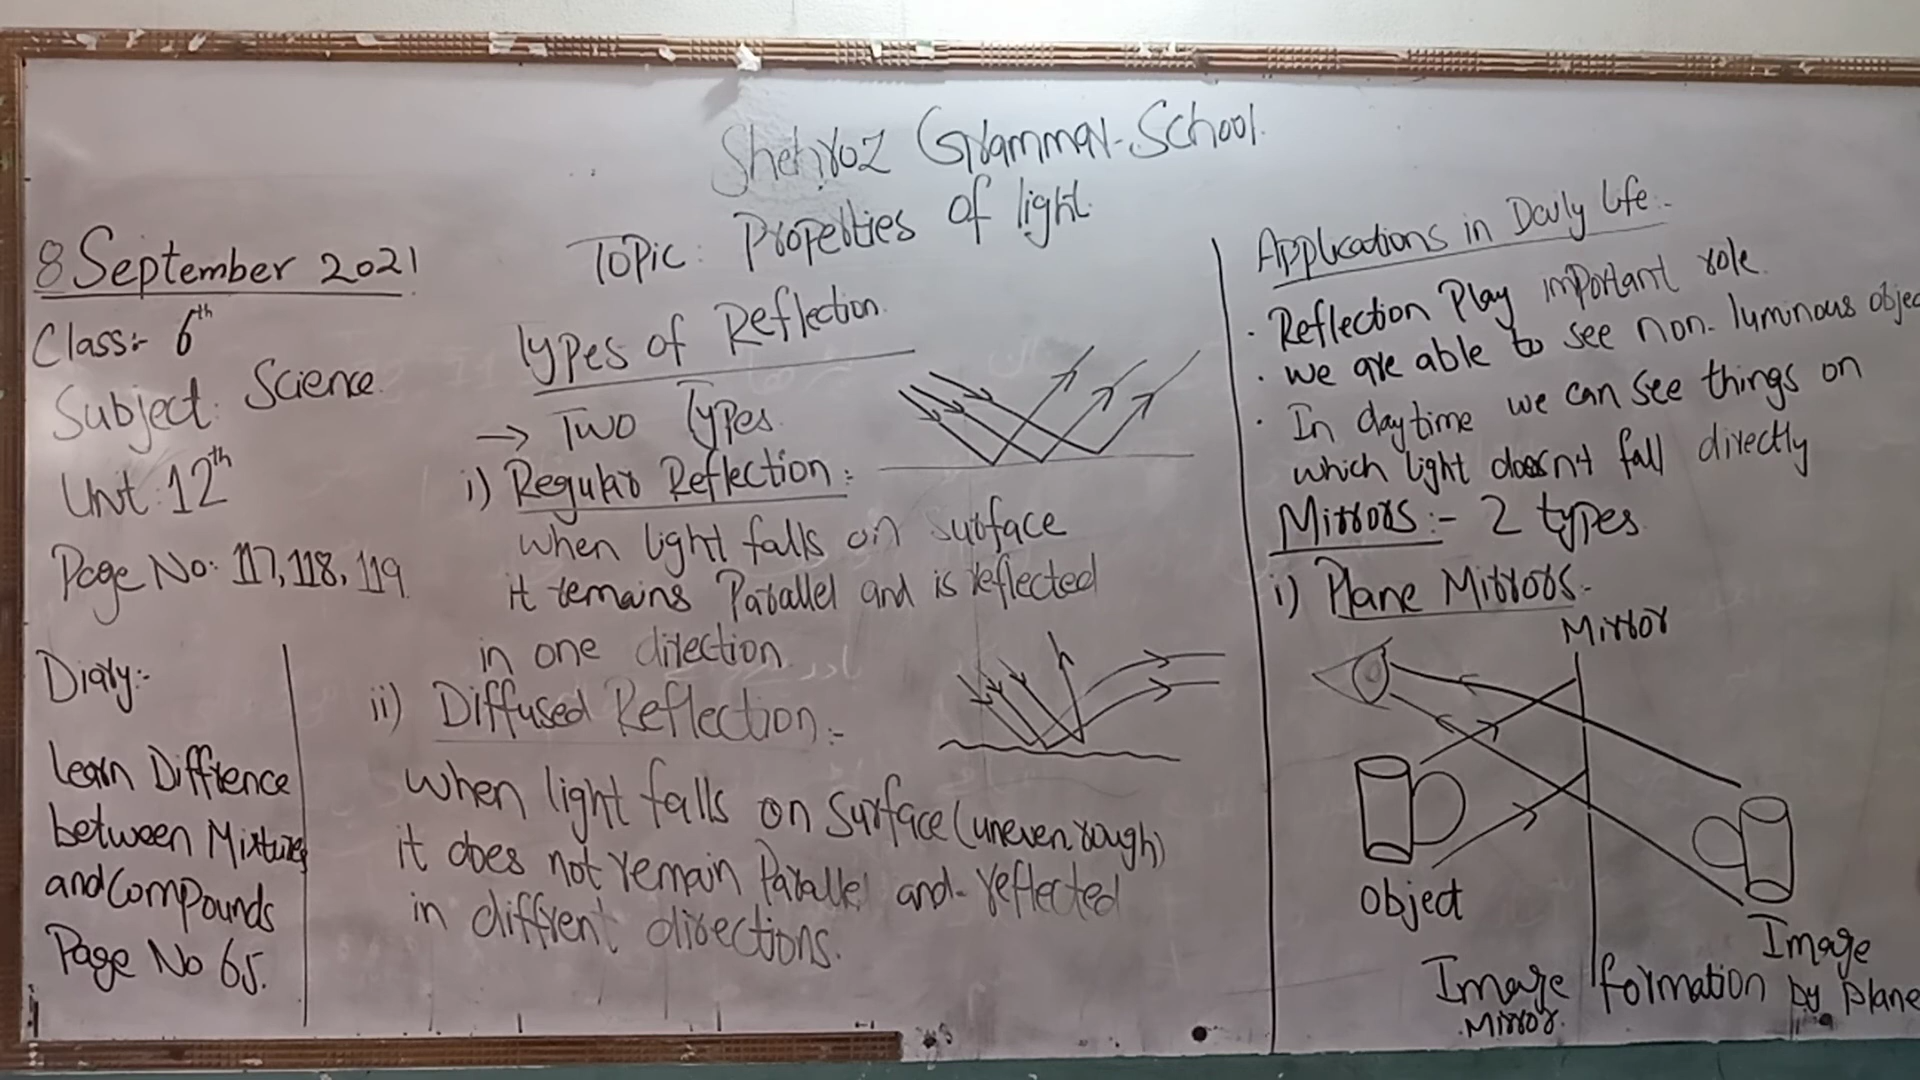 Shehroz Grammar School.
Topic: Properties of light.
8 September 2021
Class:- 6th
Subject: Science.
Unit: 12th
Page No: 117, 118, 119
Diary:-
learn Diffrence
between Mixtures
and Compounds
Page No 65.
Types of Reflection.
→ Two Types.
i) Regular Reflection:
when light falls on surface
it remains Parallel and is reflected
in one direction.
ii) Diffused Reflection:-
when light falls on surface (uneven rough)
it does not remain Parallel and reflected
in diffrent directions.
Applications in Daily life:-
· Reflection Play important role.
· we are able to see non-luminous objec
· In daytime we can see things on
which light doesn't fall directly
Mirrors:- 2 types.
i) Plane Mirrors:-
Mirror
Object
Image
Image formation by plane
Mirror.